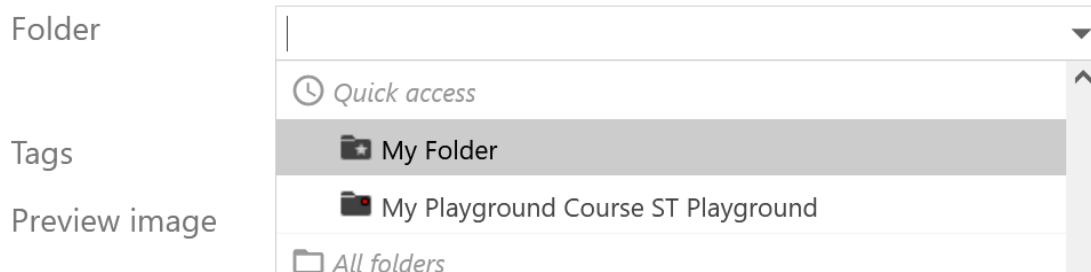 Folder
Quick access
My Folder
Tags
My Playground Course ST Playground
Preview image
All folders